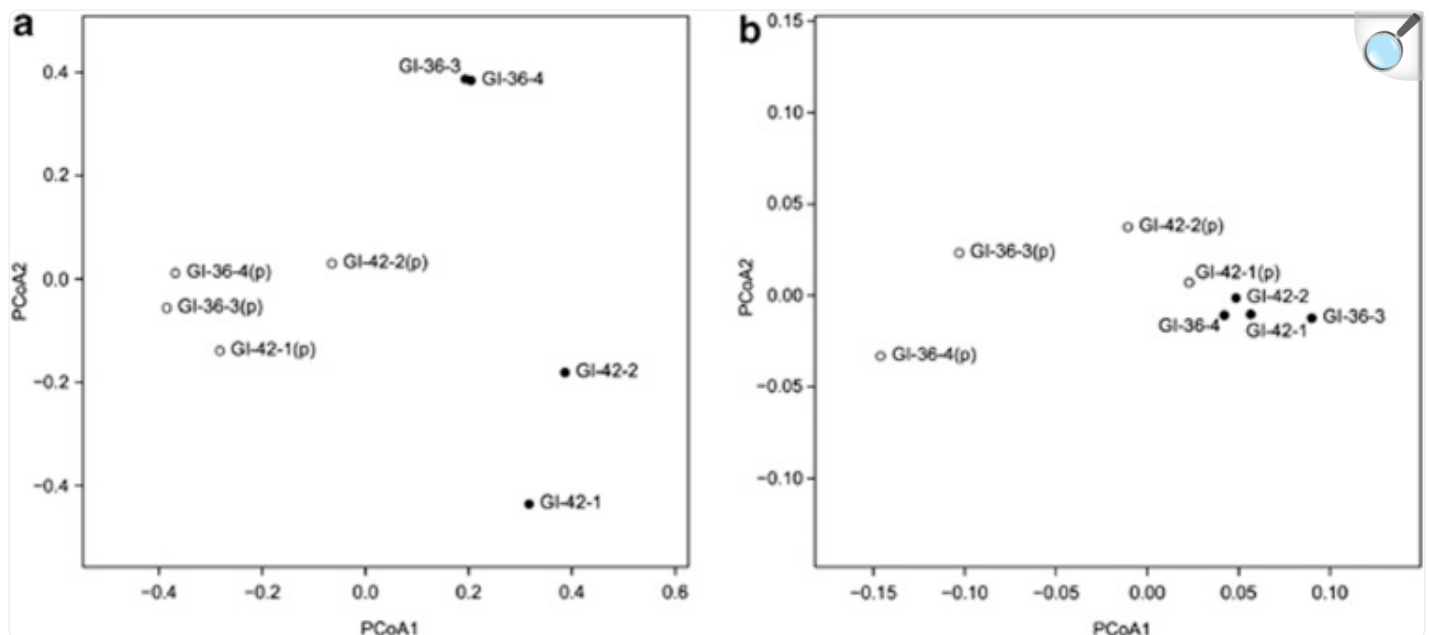 a
GI-36-3
GI-36-4
0.4
0.2
GI-42-2(p)
GI-36-4(p)
0.0
GI-36-3(p)
GI-42-1(p)
GI-42-2
−0.2
−0.4
GI-42-1
PCoA2
−0.4 −0.2 0.0 0.2 0.4 0.6
PCoA1
b
0.15
0.10
0.05
GI-42-2(p)
GI-36-3(p)
GI-42-1(p)
0.00
GI-42-2
GI-36-3
GI-36-4
GI-42-1
GI-36-4(p)
−0.05
−0.10
PCoA2
−0.15 −0.10 −0.05 0.00 0.05 0.10
PCoA1